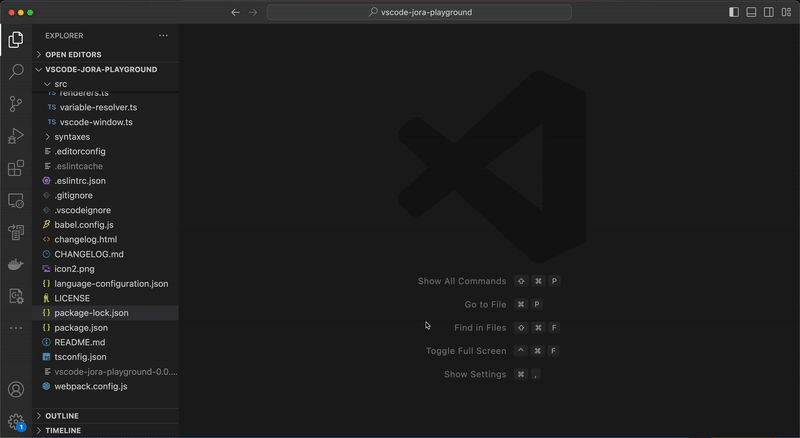 vscode-jora-playground
EXPLORER
OPEN EDITORS
VSCODE-JORA-PLAYGROUND
src
renderers.ts
TS variable-resolver.ts
TS vscode-window.ts
syntaxes
.editorconfig
.eslintcache
.eslintrc.json
.gitignore
.vscodeignore
babel.config.js
changelog.html
CHANGELOG.md
icon2.png
{ } language-configuration.json
LICENSE
{ } package-lock.json
{ } package.json
README.md
TS tsconfig.json
vscode-jora-playground-0.0....
webpack.config.js
OUTLINE
TIMELINE
1
Show All Commands ⇧ ⌘ P
Go to File ⌘ P
Find in Files ⇧ ⌘ F
Toggle Full Screen ^ ⌘ F
Show Settings ⌘ ,